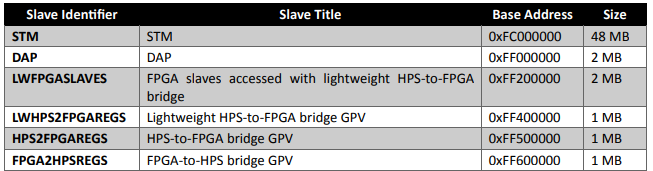 Slave Identifier Slave Title Base Address Size
STM STM 0xFC000000 48 MB
DAP DAP 0xFF000000 2 MB
LWFPGASLAVES FPGA slaves accessed with lightweight HPS-to-FPGA 0xFF200000 2 MB
bridge
LWHPS2FPGAREGS Lightweight HPS-to-FPGA bridge GPV 0xFF400000 1 MB
HPS2FPGAREGS HPS-to-FPGA bridge GPV 0xFF500000 1 MB
FPGA2HPSREGS FPGA-to-HPS bridge GPV 0xFF600000 1 MB